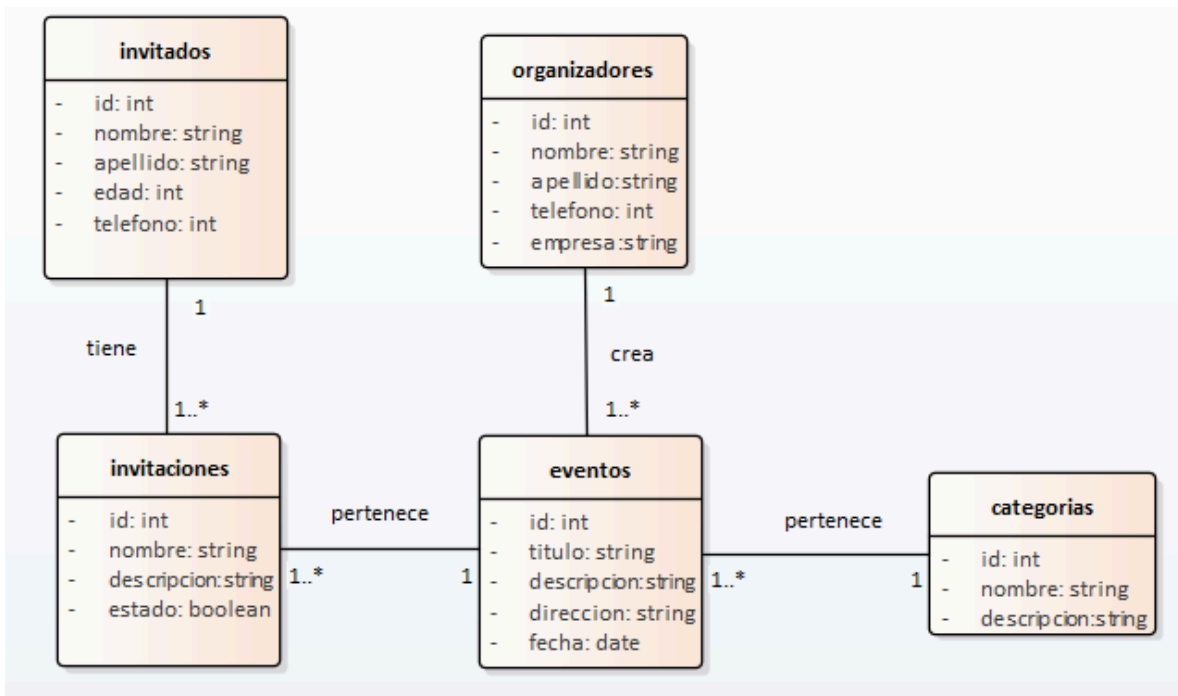 invitados
- id: int
- nombre: string
- apellido: string
- edad: int
- telefono: int
organizadores
- id: int
- nombre: string
- apellido:string
- telefono: int
- empresa:string
1
tiene
1..*
1
crea
1..*
invitaciones
- id: int
- nombre: string
- descripcion:string
- estado: boolean
pertenece
1..*
1
eventos
- id: int
- titulo: string
- descripcion:string
- direccion: string
- fecha: date
pertenece
1..*
1
categorias
- id: int
- nombre: string
- descripcion:string